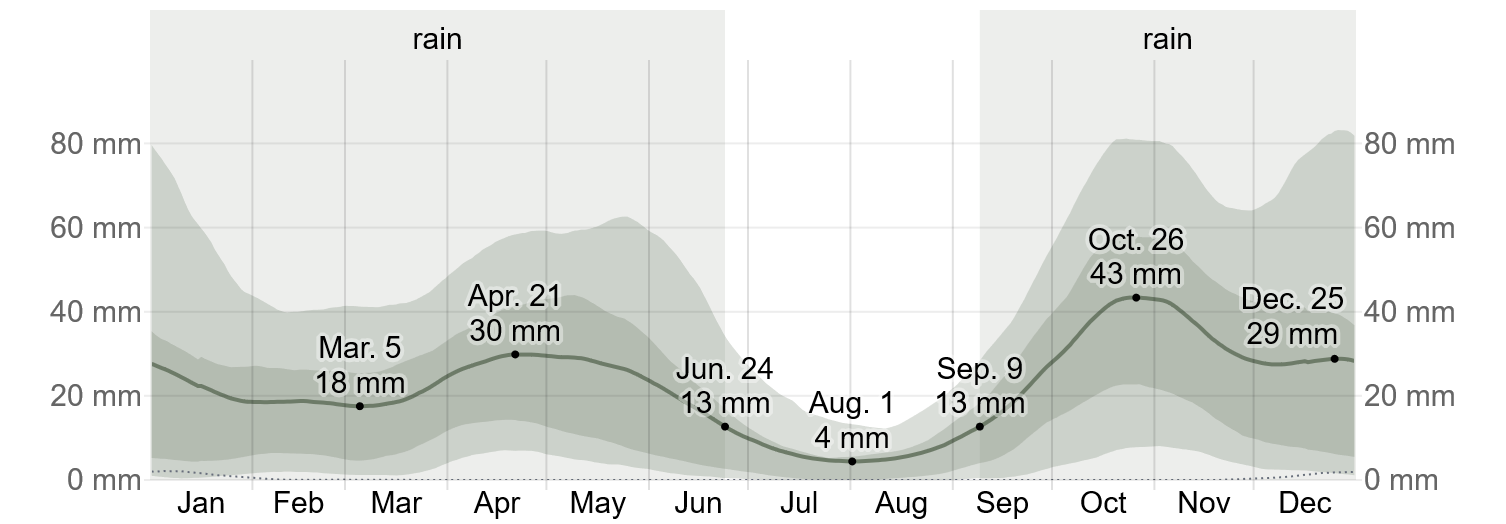 rain
rain
80 mm
80 mm
60 mm
60 mm
Oct. 26
43 mm
Apr. 21
30 mm
Dec. 25
29 mm
40 mm
40 mm
Mar. 5
18 mm
Jun. 24
13 mm
Aug. 1
4 mm
Sep. 9
13 mm
20 mm
20 mm
0 mm
0 mm
Jan
Feb
Mar
Apr
May
Jun
Jul
Aug
Sep
Oct
Nov
Dec